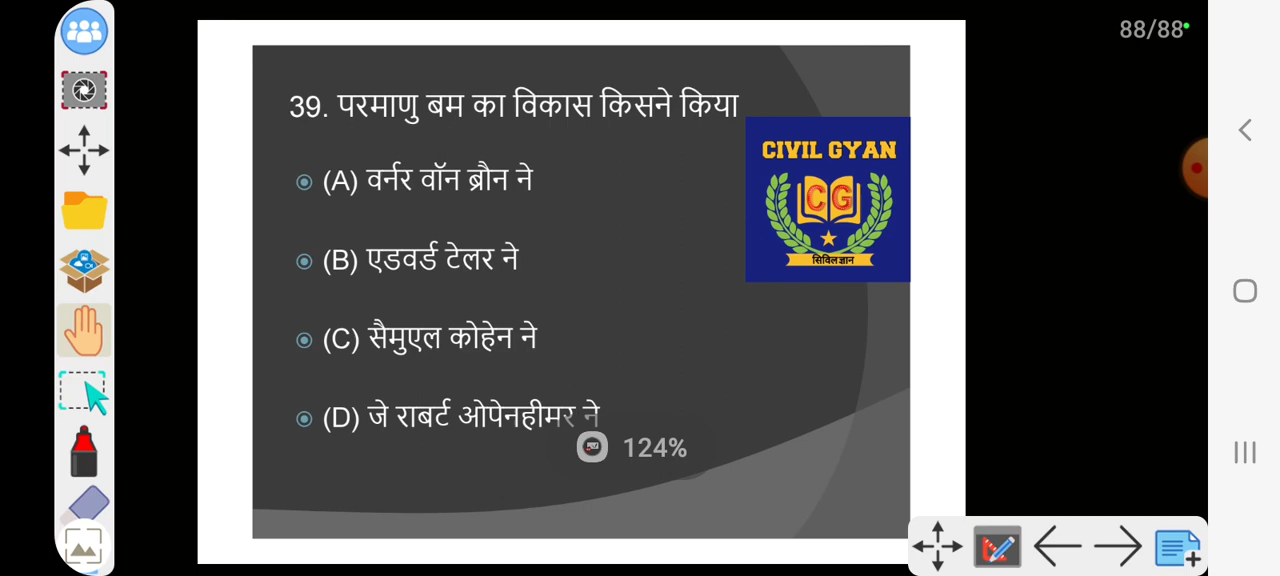 88/88
39. परमाणु बम का विकास किसने किया
CIVIL GYAN
CG
सिविल ज्ञान
(A) वर्नर वॉन ब्रौन ने
(B) एडवर्ड टेलर ने
(C) सैमुएल कोहेन ने
(D) जे राबर्ट ओपेनहीमर ने
124%